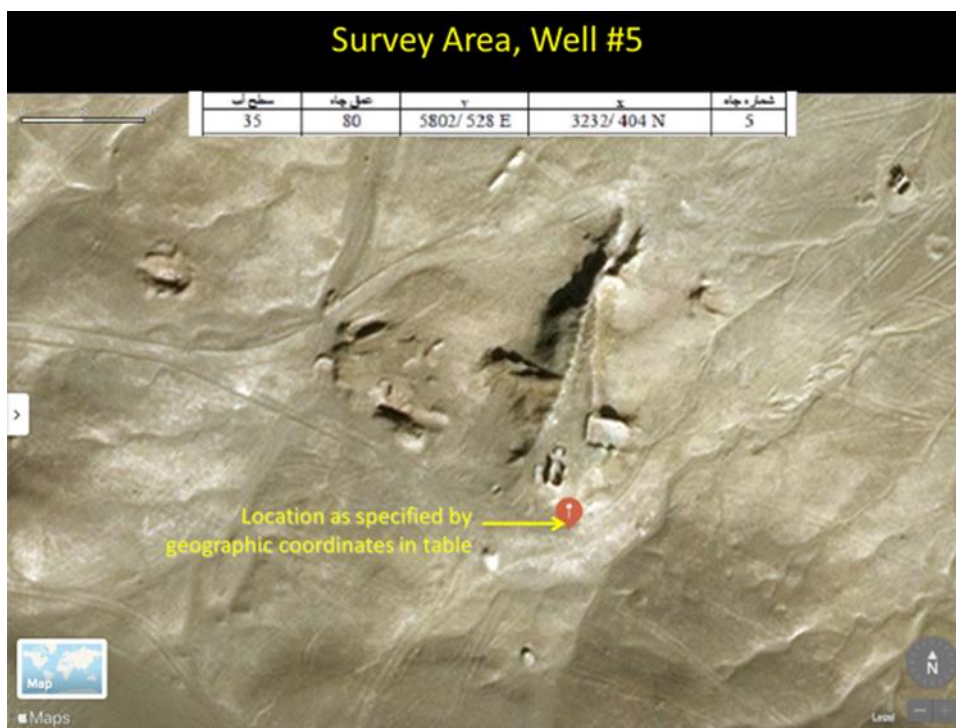 Survey Area, Well #5
سطح آب عمق چاه Y X شماره چاه
35 80 5802/ 528 E 3232/ 404 N 5
Location as specified by
geographic coordinates in table
Map
Maps
N
Legal